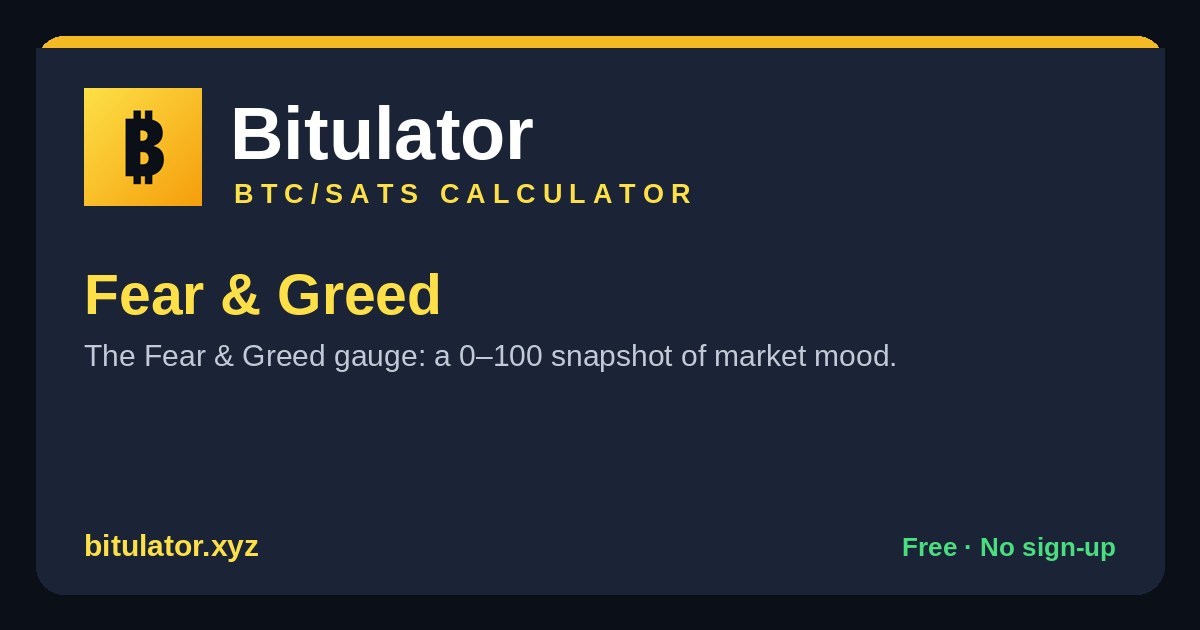 Bitulator
BTC/SATS CALCULATOR
Fear & Greed
The Fear & Greed gauge: a 0–100 snapshot of market mood.
bitulator.xyz
Free · No sign-up